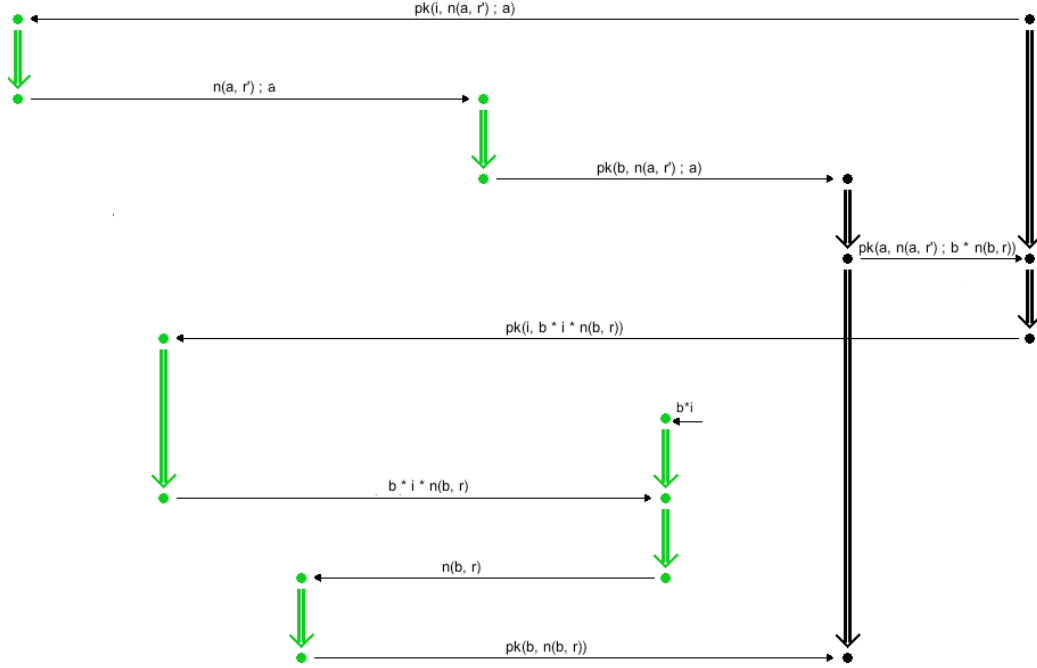 pk(i, n(a, r') ; a)
n(a, r') ; a
pk(b, n(a, r') ; a)
pk(a, n(a, r') ; b * n(b, r))
pk(i, b * i * n(b, r))
b*i
b * i * n(b, r)
n(b, r)
pk(b, n(b, r))